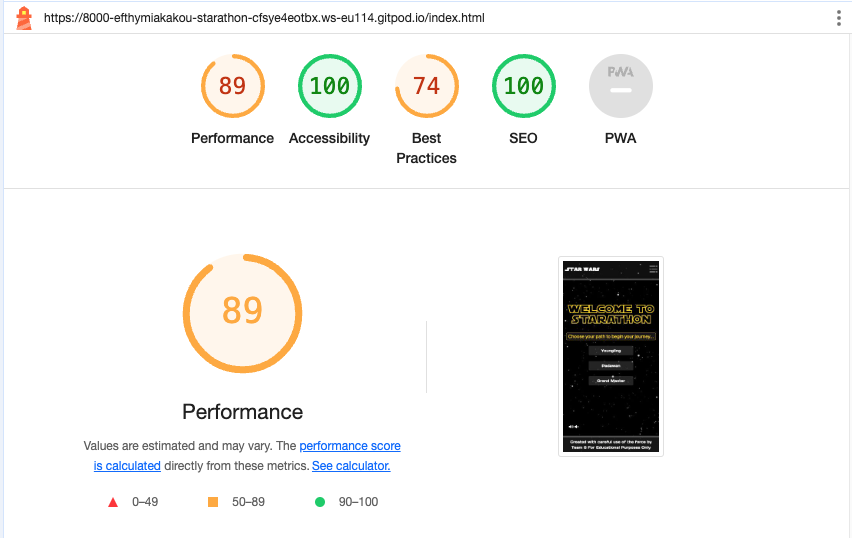 https://8000-efthymiakakou-starathon-cfsye4eotbx.ws-eu114.gitpod.io/index.html
89
100
74
100
PWA
Performance
Accessibility
Best
Practices
SEO
PWA
89
Performance
Values are estimated and may vary. The performance score
is calculated directly from these metrics. See calculator.
0–49
50–89
90–100
STAR WARS
WELCOME TO
STARATHON
Choose your path to begin your journey...
Youngling
Padawan
Grand Master
Created with careful use of the force by
Team 6 For Educational Purposes Only